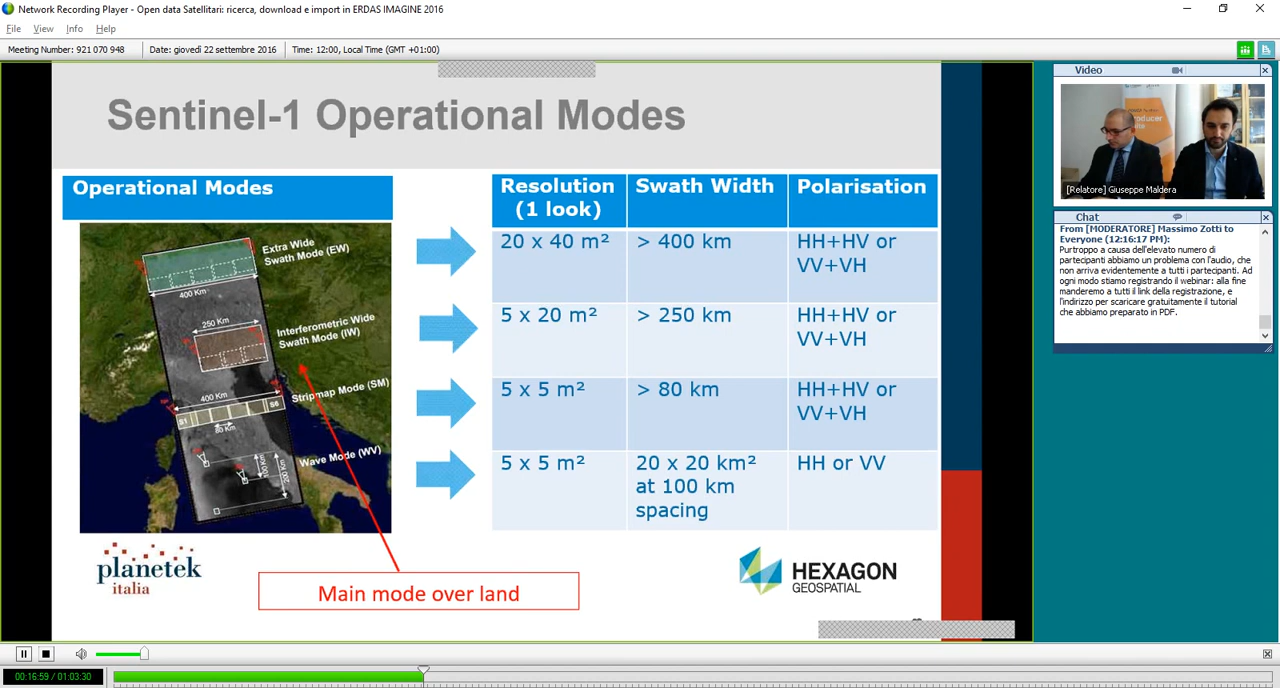 Network Recording Player - Open data Satellitari: ricerca, download e import in ERDAS IMAGINE 2016
File View Info Help
Meeting Number: 921 070 948 Date: giovedì 22 settembre 2016 Time: 12:00, Local Time (GMT +01:00)
Sentinel-1 Operational Modes
Operational Modes
Extra Wide
Swath Mode (EW)
400 Km
250 Km
Interferometric Wide
Swath Mode (IW)
400 Km
Stripmap Mode (SM)
S1
S6
80 Km
Wave Mode (WV)
100 Km
200 Km
Resolution Swath Width Polarisation
(1 look)
20 x 40 m² > 400 km HH+HV or
VV+VH
5 x 20 m² > 250 km HH+HV or
VV+VH
5 x 5 m² > 80 km HH+HV or
VV+VH
5 x 5 m² 20 x 20 km² HH or VV
at 100 km
spacing
planetek
italia
Main mode over land
HEXAGON
GEOSPATIAL
Video
[Relatore] Giuseppe Maldera
Chat
From [MODERATORE] Massimo Zotti to
Everyone (12:16:17 PM):
Purtroppo a causa dell'elevato numero di
partecipanti abbiamo un problema con l'audio, che
non arriva evidentemente a tutti i partecipanti. Ad
ogni modo stiamo registrando il webinar: alla fine
manderemo a tutti il link della registrazione, e
l'indirizzo per scaricare gratuitamente il tutorial
che abbiamo preparato in PDF.
00:16:59 / 01:03:30